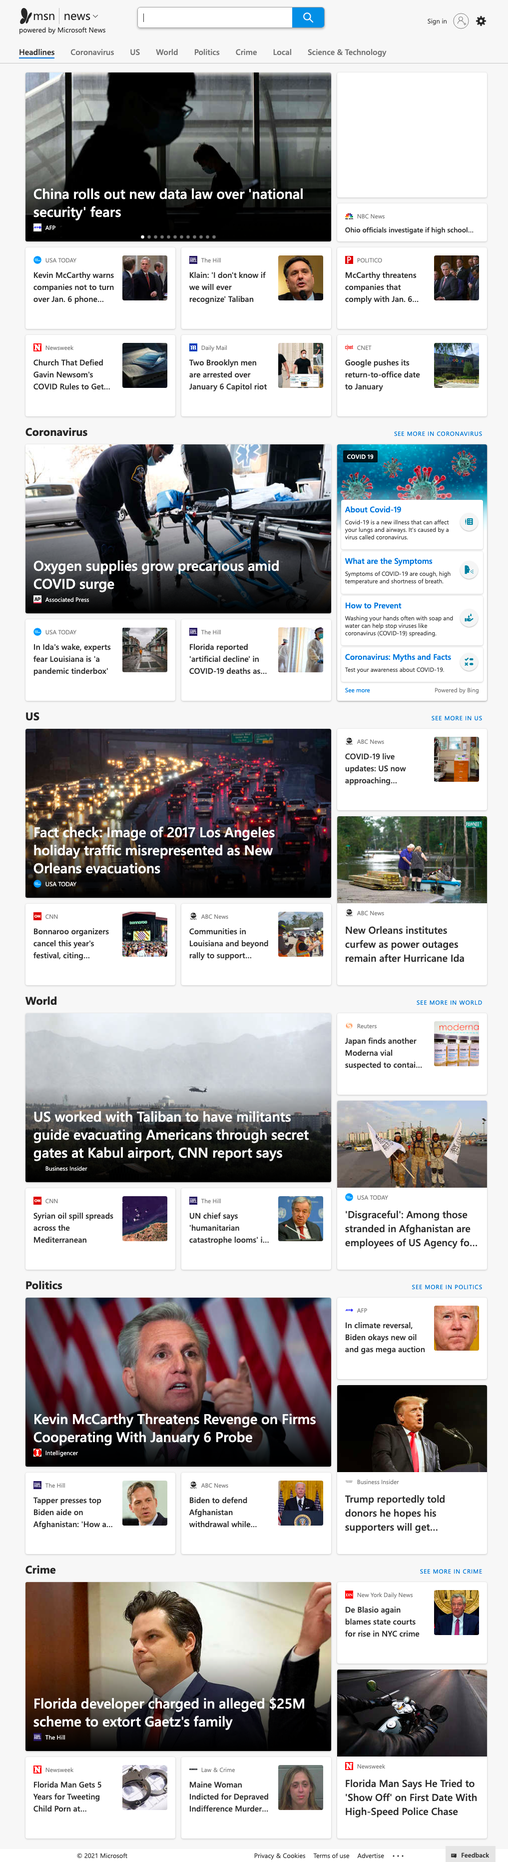 msn | news
powered by Microsoft News
Sign in
Headlines Coronavirus US World Politics Crime Local Science & Technology
China rolls out new data law over 'national
security' fears
AFP
NBC News
Ohio officials investigate if high school...
USA TODAY
Kevin McCarthy warns
companies not to turn
over Jan. 6 phone...
The Hill
Klain: 'I don't know if
we will ever
recognize' Taliban
POLITICO
McCarthy threatens
companies that
comply with Jan. 6...
Newsweek
Church That Defied
Gavin Newsom's
COVID Rules to Get...
Daily Mail
Two Brooklyn men
are arrested over
January 6 Capitol riot
CNET
Google pushes its
return-to-office date
to January
Coronavirus
SEE MORE IN CORONAVIRUS
Oxygen supplies grow precarious amid
COVID surge
Associated Press
COVID 19
About Covid-19
Covid-19 is a new illness that can affect
your lungs and airways. It's caused by a
virus called coronavirus.
What are the Symptoms
Symptoms of COVID-19 are cough, high
temperature and shortness of breath.
How to Prevent
Washing your hands often with soap and
water can help stop viruses like
coronavirus (COVID-19) spreading.
Coronavirus: Myths and Facts
Test your awareness about COVID-19.
See more
Powered by Bing
USA TODAY
In Ida's wake, experts
fear Louisiana is 'a
pandemic tinderbox'
The Hill
Florida reported
'artificial decline' in
COVID-19 deaths as...
US
SEE MORE IN US
Fact check: Image of 2017 Los Angeles
holiday traffic misrepresented as New
Orleans evacuations
USA TODAY
ABC News
COVID-19 live
updates: US now
approaching...
ABC News
New Orleans institutes
curfew as power outages
remain after Hurricane Ida
CNN
Bonnaroo organizers
cancel this year's
festival, citing...
ABC News
Communities in
Louisiana and beyond
rally to support...
World
SEE MORE IN WORLD
US worked with Taliban to have militants
guide evacuating Americans through secret
gates at Kabul airport, CNN report says
Business Insider
Reuters
Japan finds another
Moderna vial
suspected to contai...
moderna
USA TODAY
'Disgraceful': Among those
stranded in Afghanistan are
employees of US Agency fo...
CNN
Syrian oil spill spreads
across the
Mediterranean
The Hill
UN chief says
'humanitarian
catastrophe looms' i...
Politics
SEE MORE IN POLITICS
Kevin McCarthy Threatens Revenge on Firms
Cooperating With January 6 Probe
Intelligencer
AFP
In climate reversal,
Biden okays new oil
and gas mega auction
Business Insider
Trump reportedly told
donors he hopes his
supporters will get...
The Hill
Tapper presses top
Biden aide on
Afghanistan: 'How a...
ABC News
Biden to defend
Afghanistan
withdrawal while...
Crime
SEE MORE IN CRIME
Florida developer charged in alleged $25M
scheme to extort Gaetz's family
The Hill
New York Daily News
De Blasio again
blames state courts
for rise in NYC crime
Newsweek
Florida Man Says He Tried to
'Show Off' on First Date With
High-Speed Police Chase
Newsweek
Florida Man Gets 5
Years for Tweeting
Child Porn at...
Law & Crime
Maine Woman
Indicted for Depraved
Indifference Murder...
© 2021 Microsoft
Privacy & Cookies Terms of use Advertise ...
Feedback